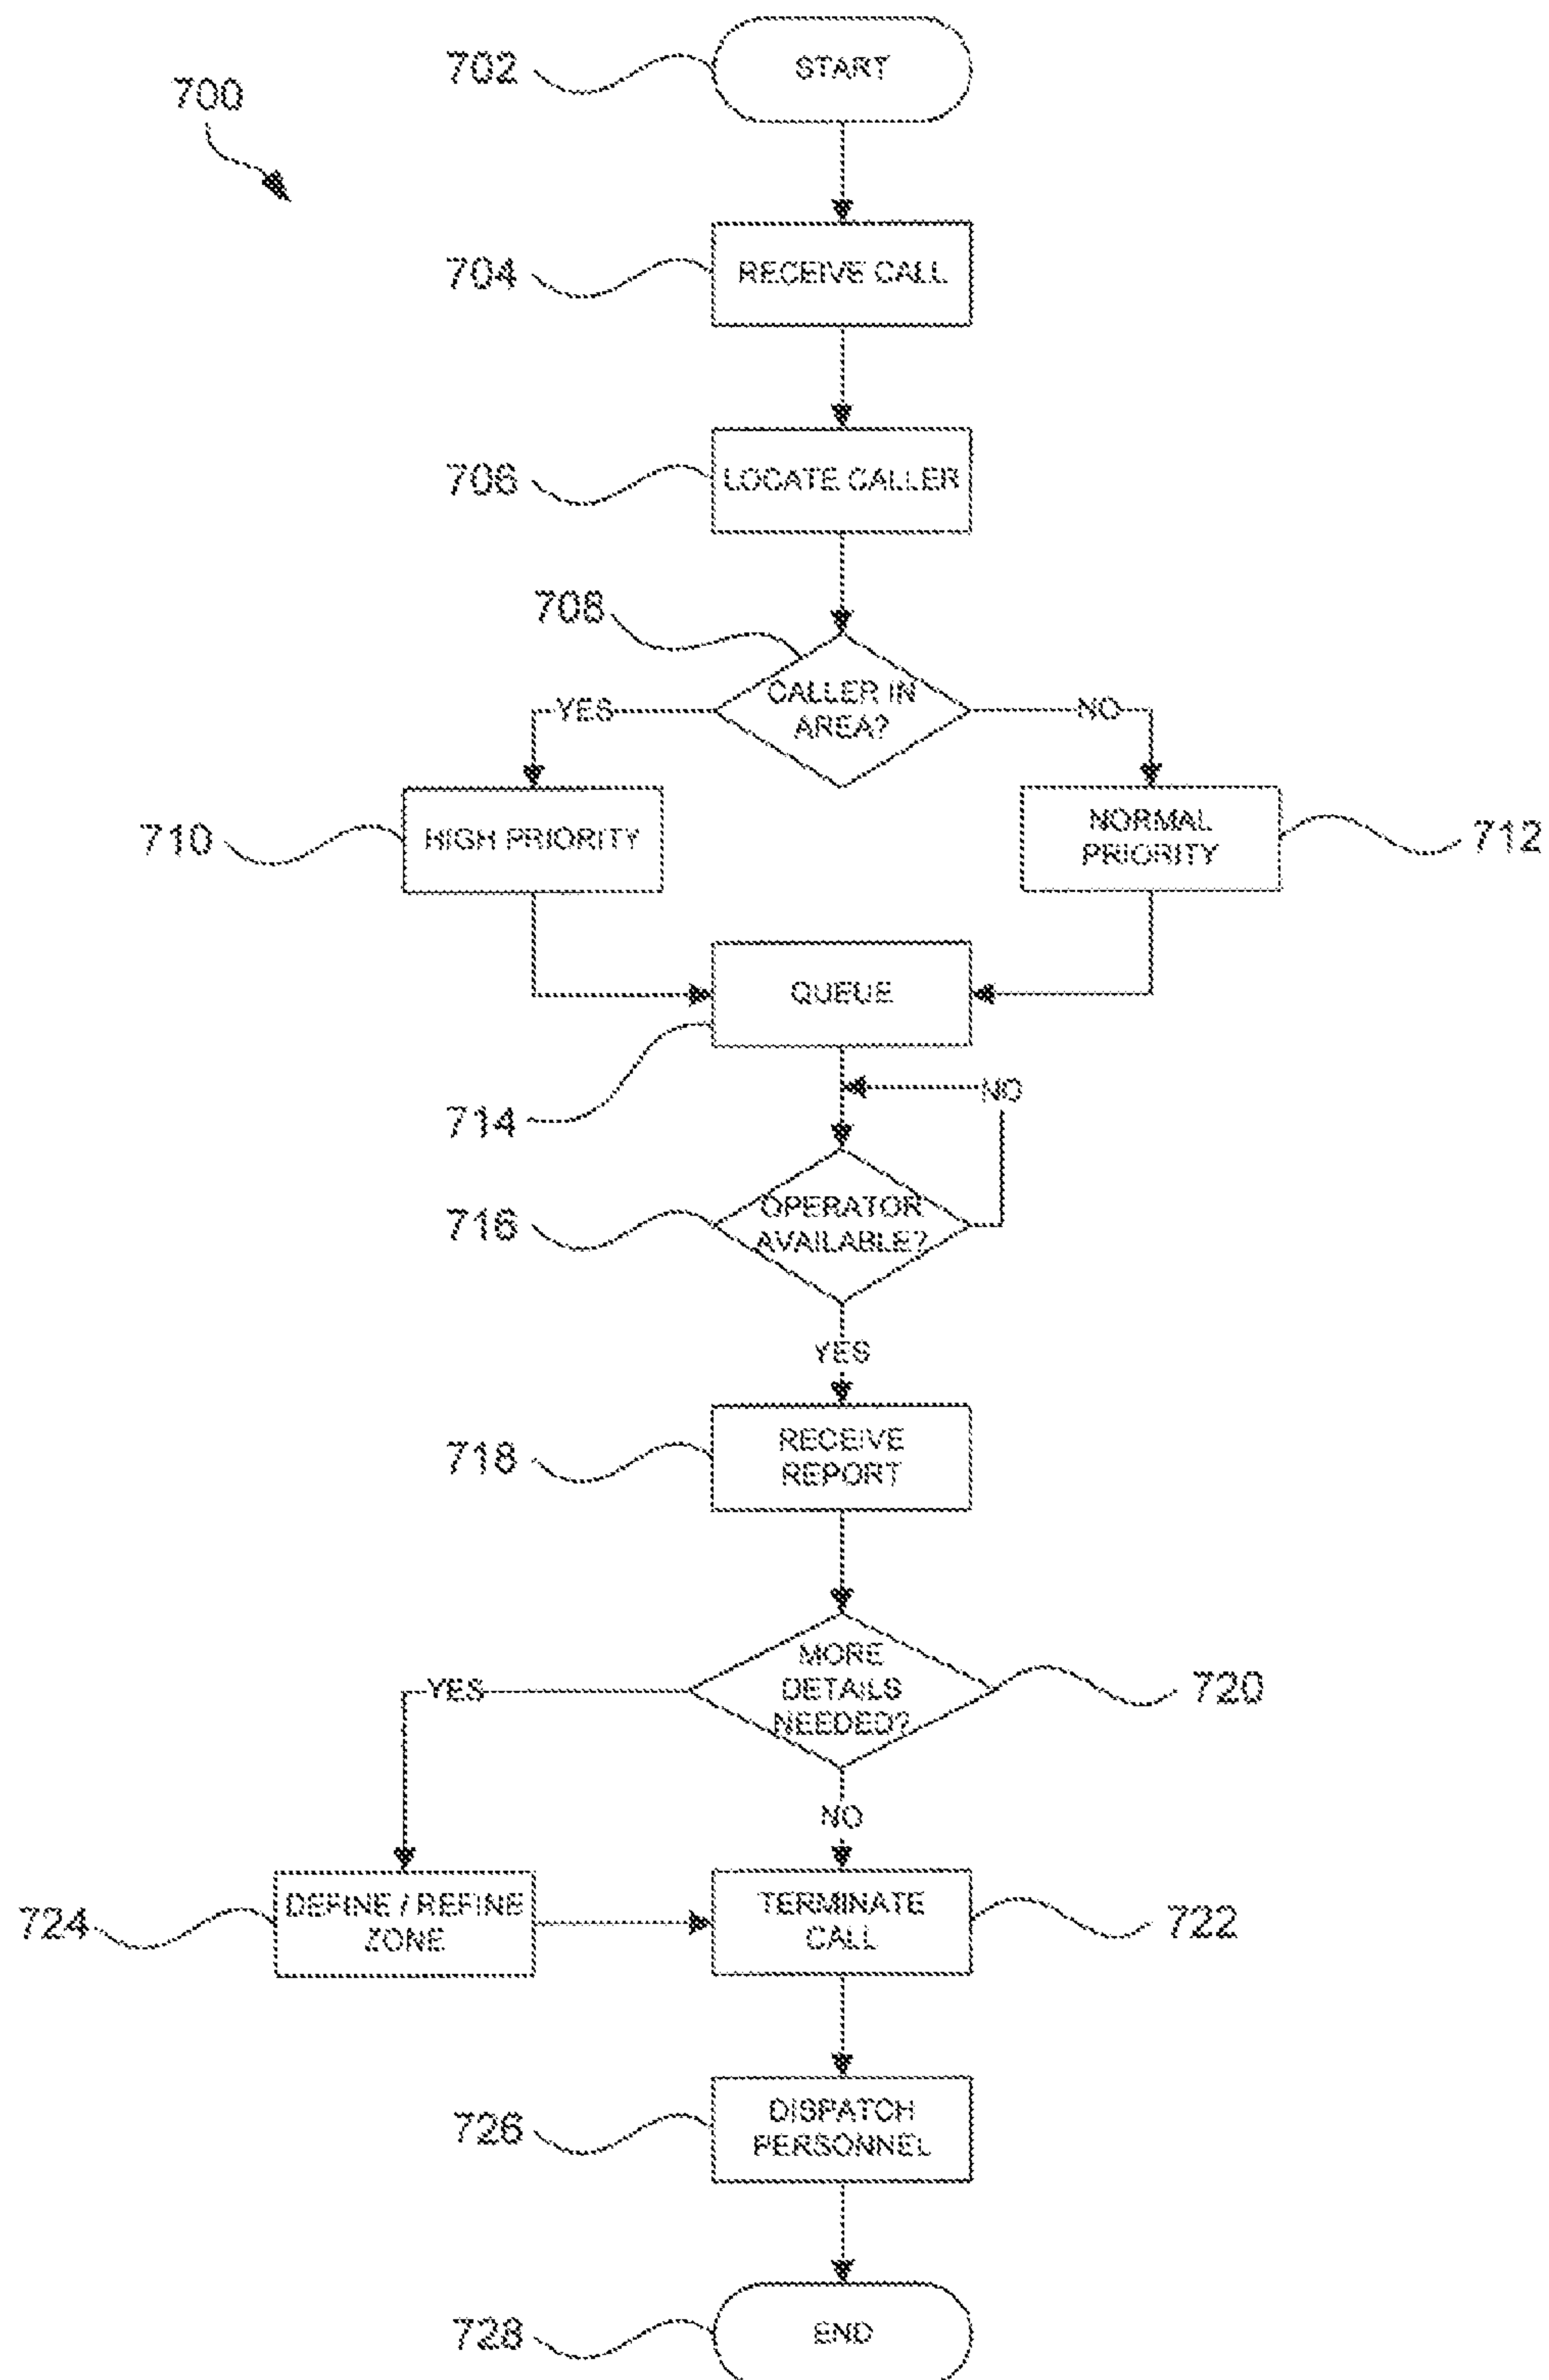 702
START
700
704
RECEIVE CALL
706
LOCATE CALLER
708
CALLER IN
AREA?
YES
NO
710
HIGH PRIORITY
NORMAL
PRIORITY
712
QUEUE
714
NO
716
OPERATOR
AVAILABLE?
YES
718
RECEIVE
REPORT
MORE
DETAILS
NEEDED?
720
YES
NO
724
DEFINE / REFINE
ZONE
TERMINATE
CALL
722
726
DISPATCH
PERSONNEL
728
END